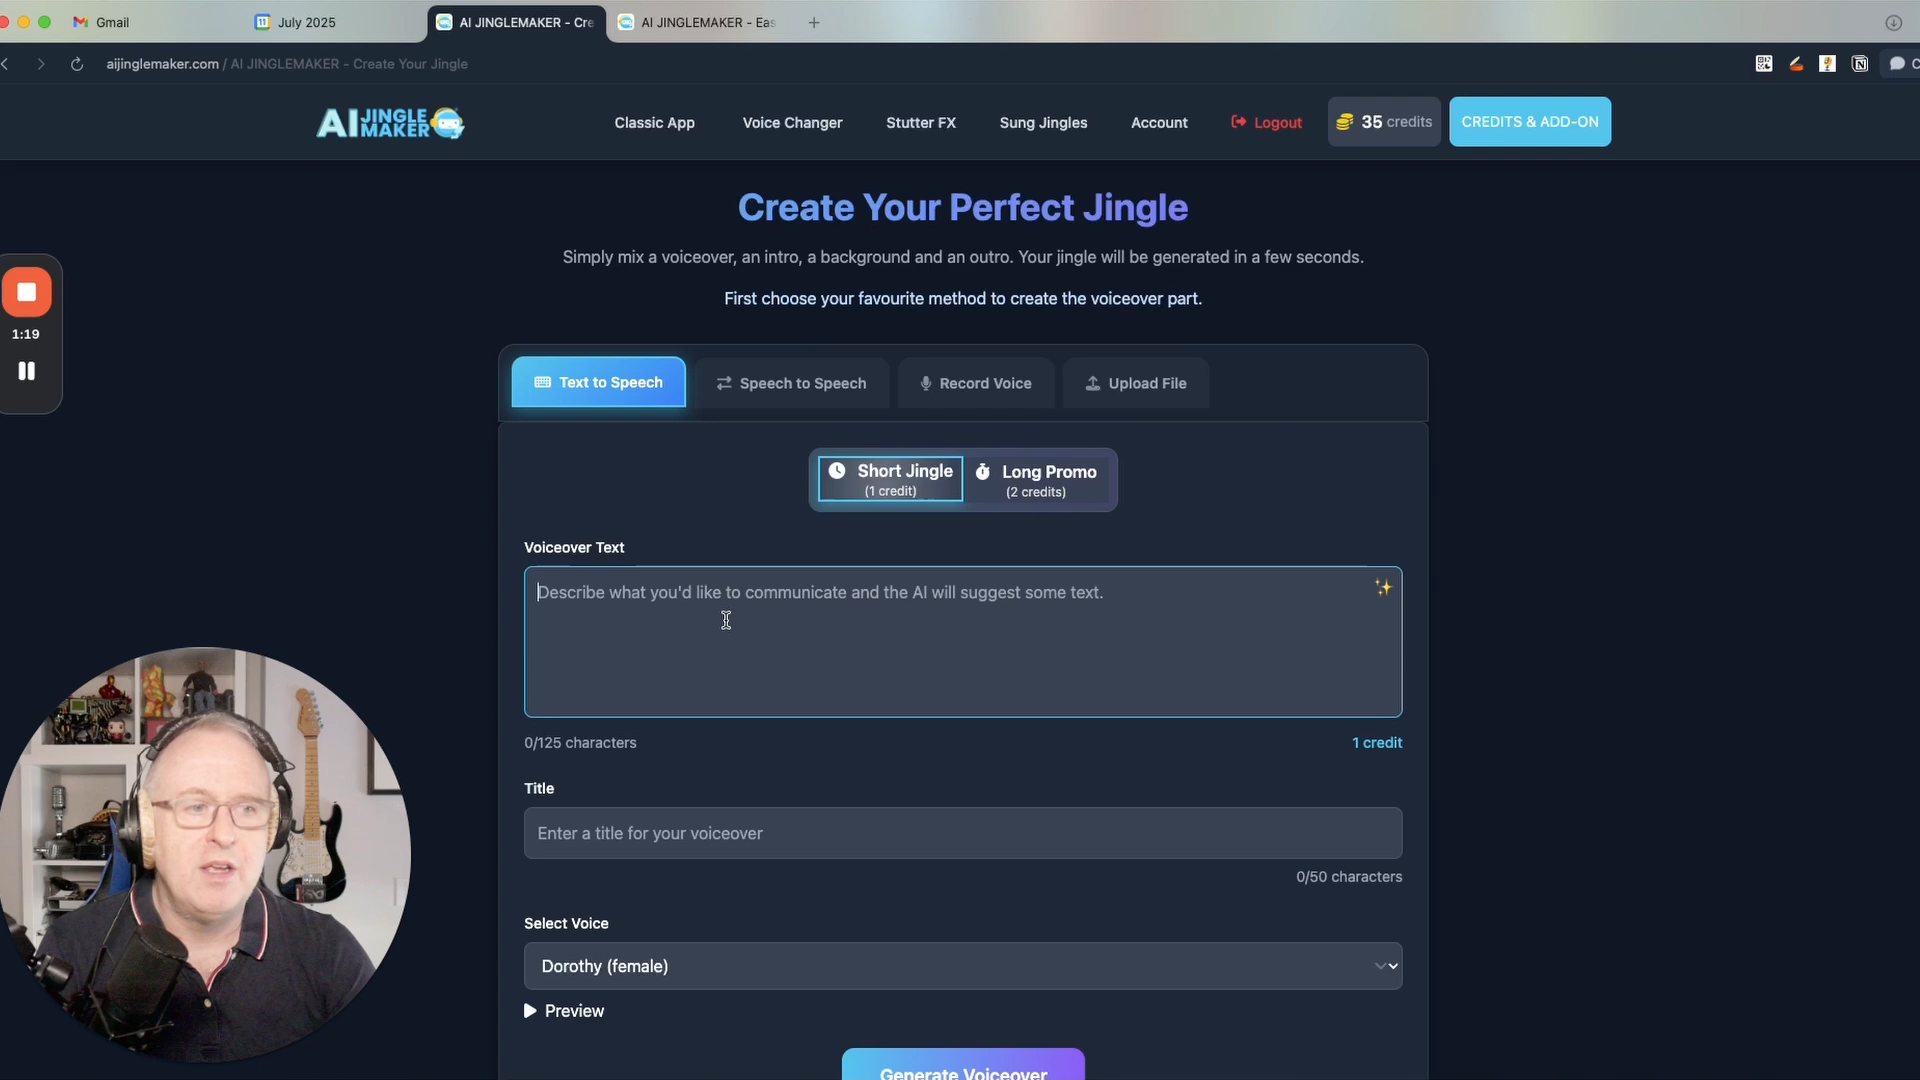 Gmail
July 2025
AI JINGLEMAKER - Cre
AI JINGLEMAKER - Eas
aijinglemaker.com / AI JINGLEMAKER - Create Your Jingle
AI JINGLE MAKER
Classic App
Voice Changer
Stutter FX
Sung Jingles
Account
Logout
35 credits
CREDITS & ADD-ON
Create Your Perfect Jingle
Simply mix a voiceover, an intro, a background and an outro. Your jingle will be generated in a few seconds.
First choose your favourite method to create the voiceover part.
1:19
Text to Speech
Speech to Speech
Record Voice
Upload File
Short Jingle
(1 credit)
Long Promo
(2 credits)
Voiceover Text
Describe what you'd like to communicate and the AI will suggest some text.
0/125 characters
1 credit
Title
Enter a title for your voiceover
0/50 characters
Select Voice
Dorothy (female)
Preview
Generate Voiceover